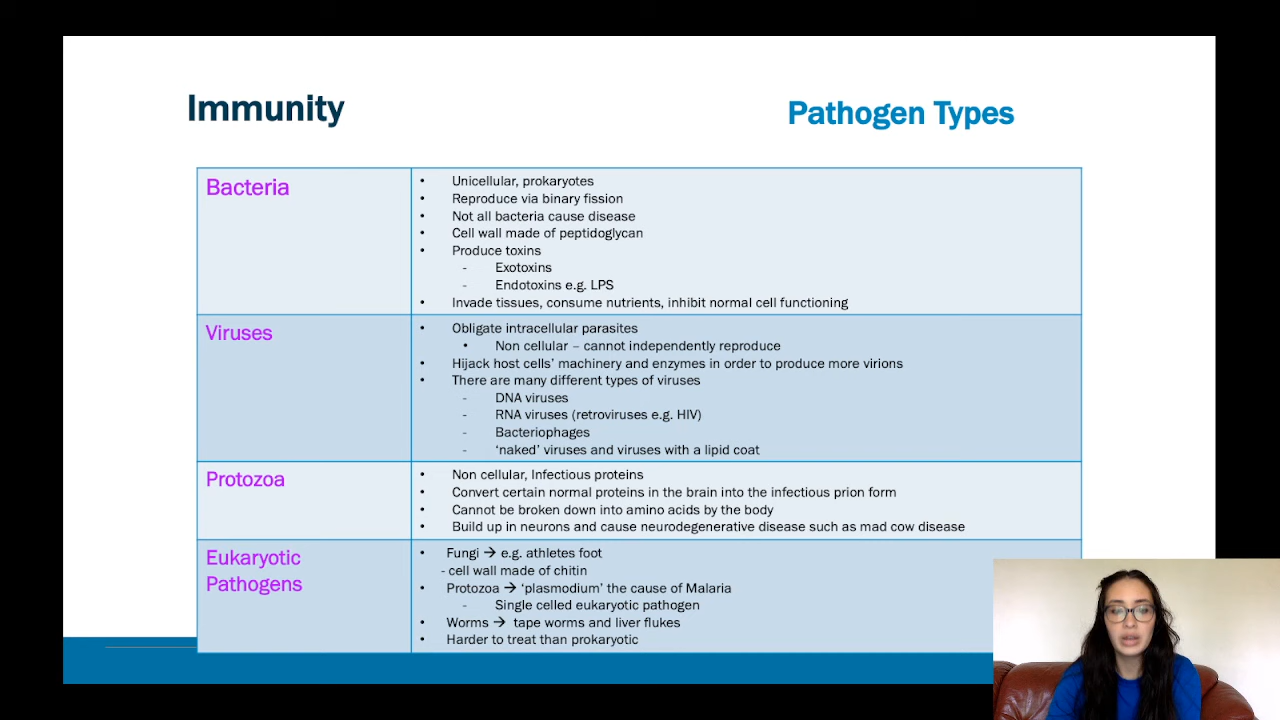 Immunity
Pathogen Types
Bacteria
• Unicellular, prokaryotes
• Reproduce via binary fission
• Not all bacteria cause disease
• Cell wall made of peptidoglycan
• Produce toxins
- Exotoxins
- Endotoxins e.g. LPS
• Invade tissues, consume nutrients, inhibit normal cell functioning
Viruses
• Obligate intracellular parasites
• Non cellular – cannot independently reproduce
• Hijack host cells’ machinery and enzymes in order to produce more virions
• There are many different types of viruses
- DNA viruses
- RNA viruses (retroviruses e.g. HIV)
- Bacteriophages
- ‘naked’ viruses and viruses with a lipid coat
Protozoa
• Non cellular, Infectious proteins
• Convert certain normal proteins in the brain into the infectious prion form
• Cannot be broken down into amino acids by the body
• Build up in neurons and cause neurodegenerative disease such as mad cow disease
Eukaryotic
Pathogens
• Fungi → e.g. athletes foot
- cell wall made of chitin
• Protozoa → ‘plasmodium’ the cause of Malaria
- Single celled eukaryotic pathogen
• Worms → tape worms and liver flukes
• Harder to treat than prokaryotic